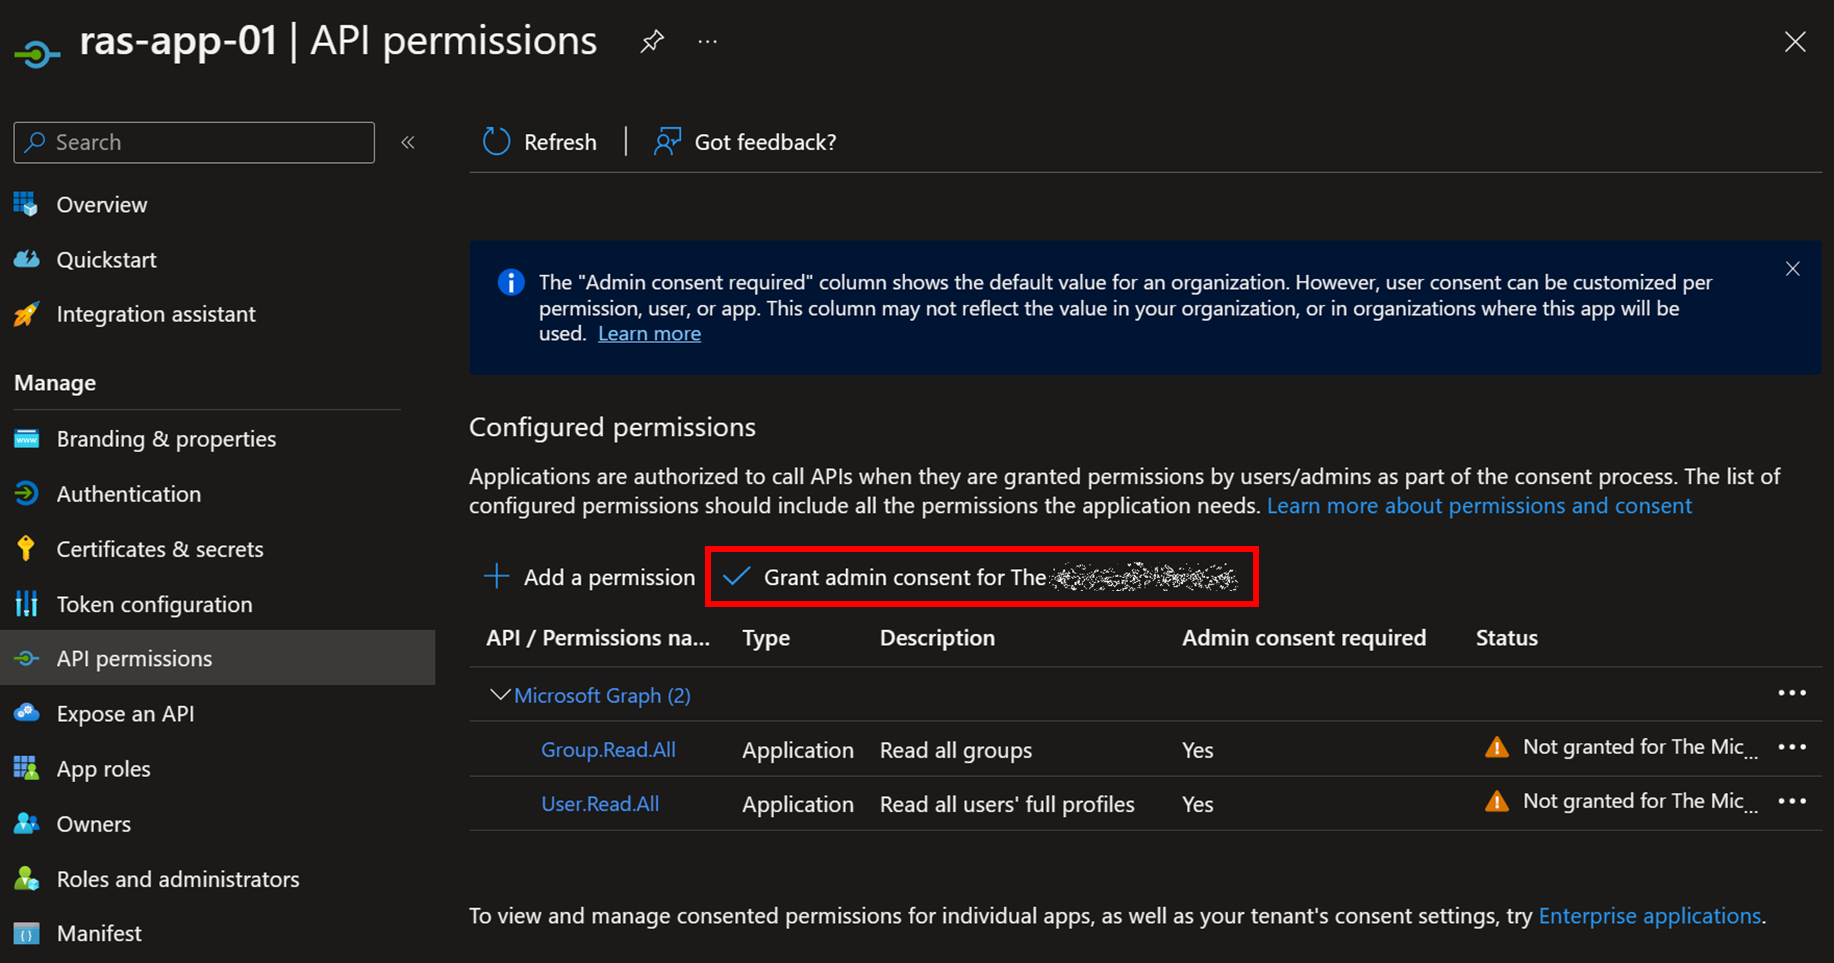 ras-app-01 | API permissions
Search
Refresh
Got feedback?
Overview
Quickstart
Integration assistant
Manage
Branding & properties
Authentication
Certificates & secrets
Token configuration
API permissions
Expose an API
App roles
Owners
Roles and administrators
Manifest
The "Admin consent required" column shows the default value for an organization. However, user consent can be customized per
permission, user, or app. This column may not reflect the value in your organization, or in organizations where this app will be
used. Learn more
Configured permissions
Applications are authorized to call APIs when they are granted permissions by users/admins as part of the consent process. The list of
configured permissions should include all the permissions the application needs. Learn more about permissions and consent
Add a permission
Grant admin consent for The
API / Permissions na... Type Description Admin consent required Status
Microsoft Graph (2)
Group.Read.All Application Read all groups Yes Not granted for The Mic...
User.Read.All Application Read all users' full profiles Yes Not granted for The Mic...
To view and manage consented permissions for individual apps, as well as your tenant's consent settings, try Enterprise applications.